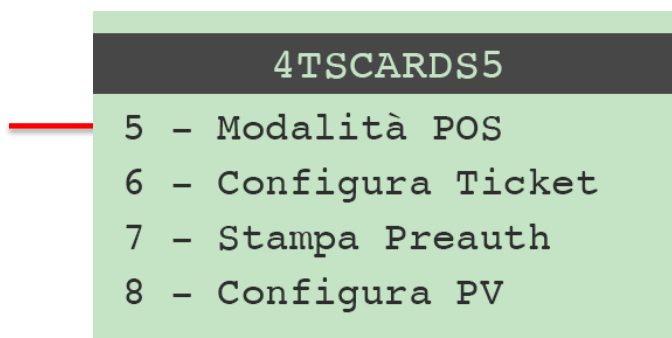 4TSCARDS5
5 – Modalità POS
6 – Configura Ticket
7 – Stampa Preauth
8 – Configura PV